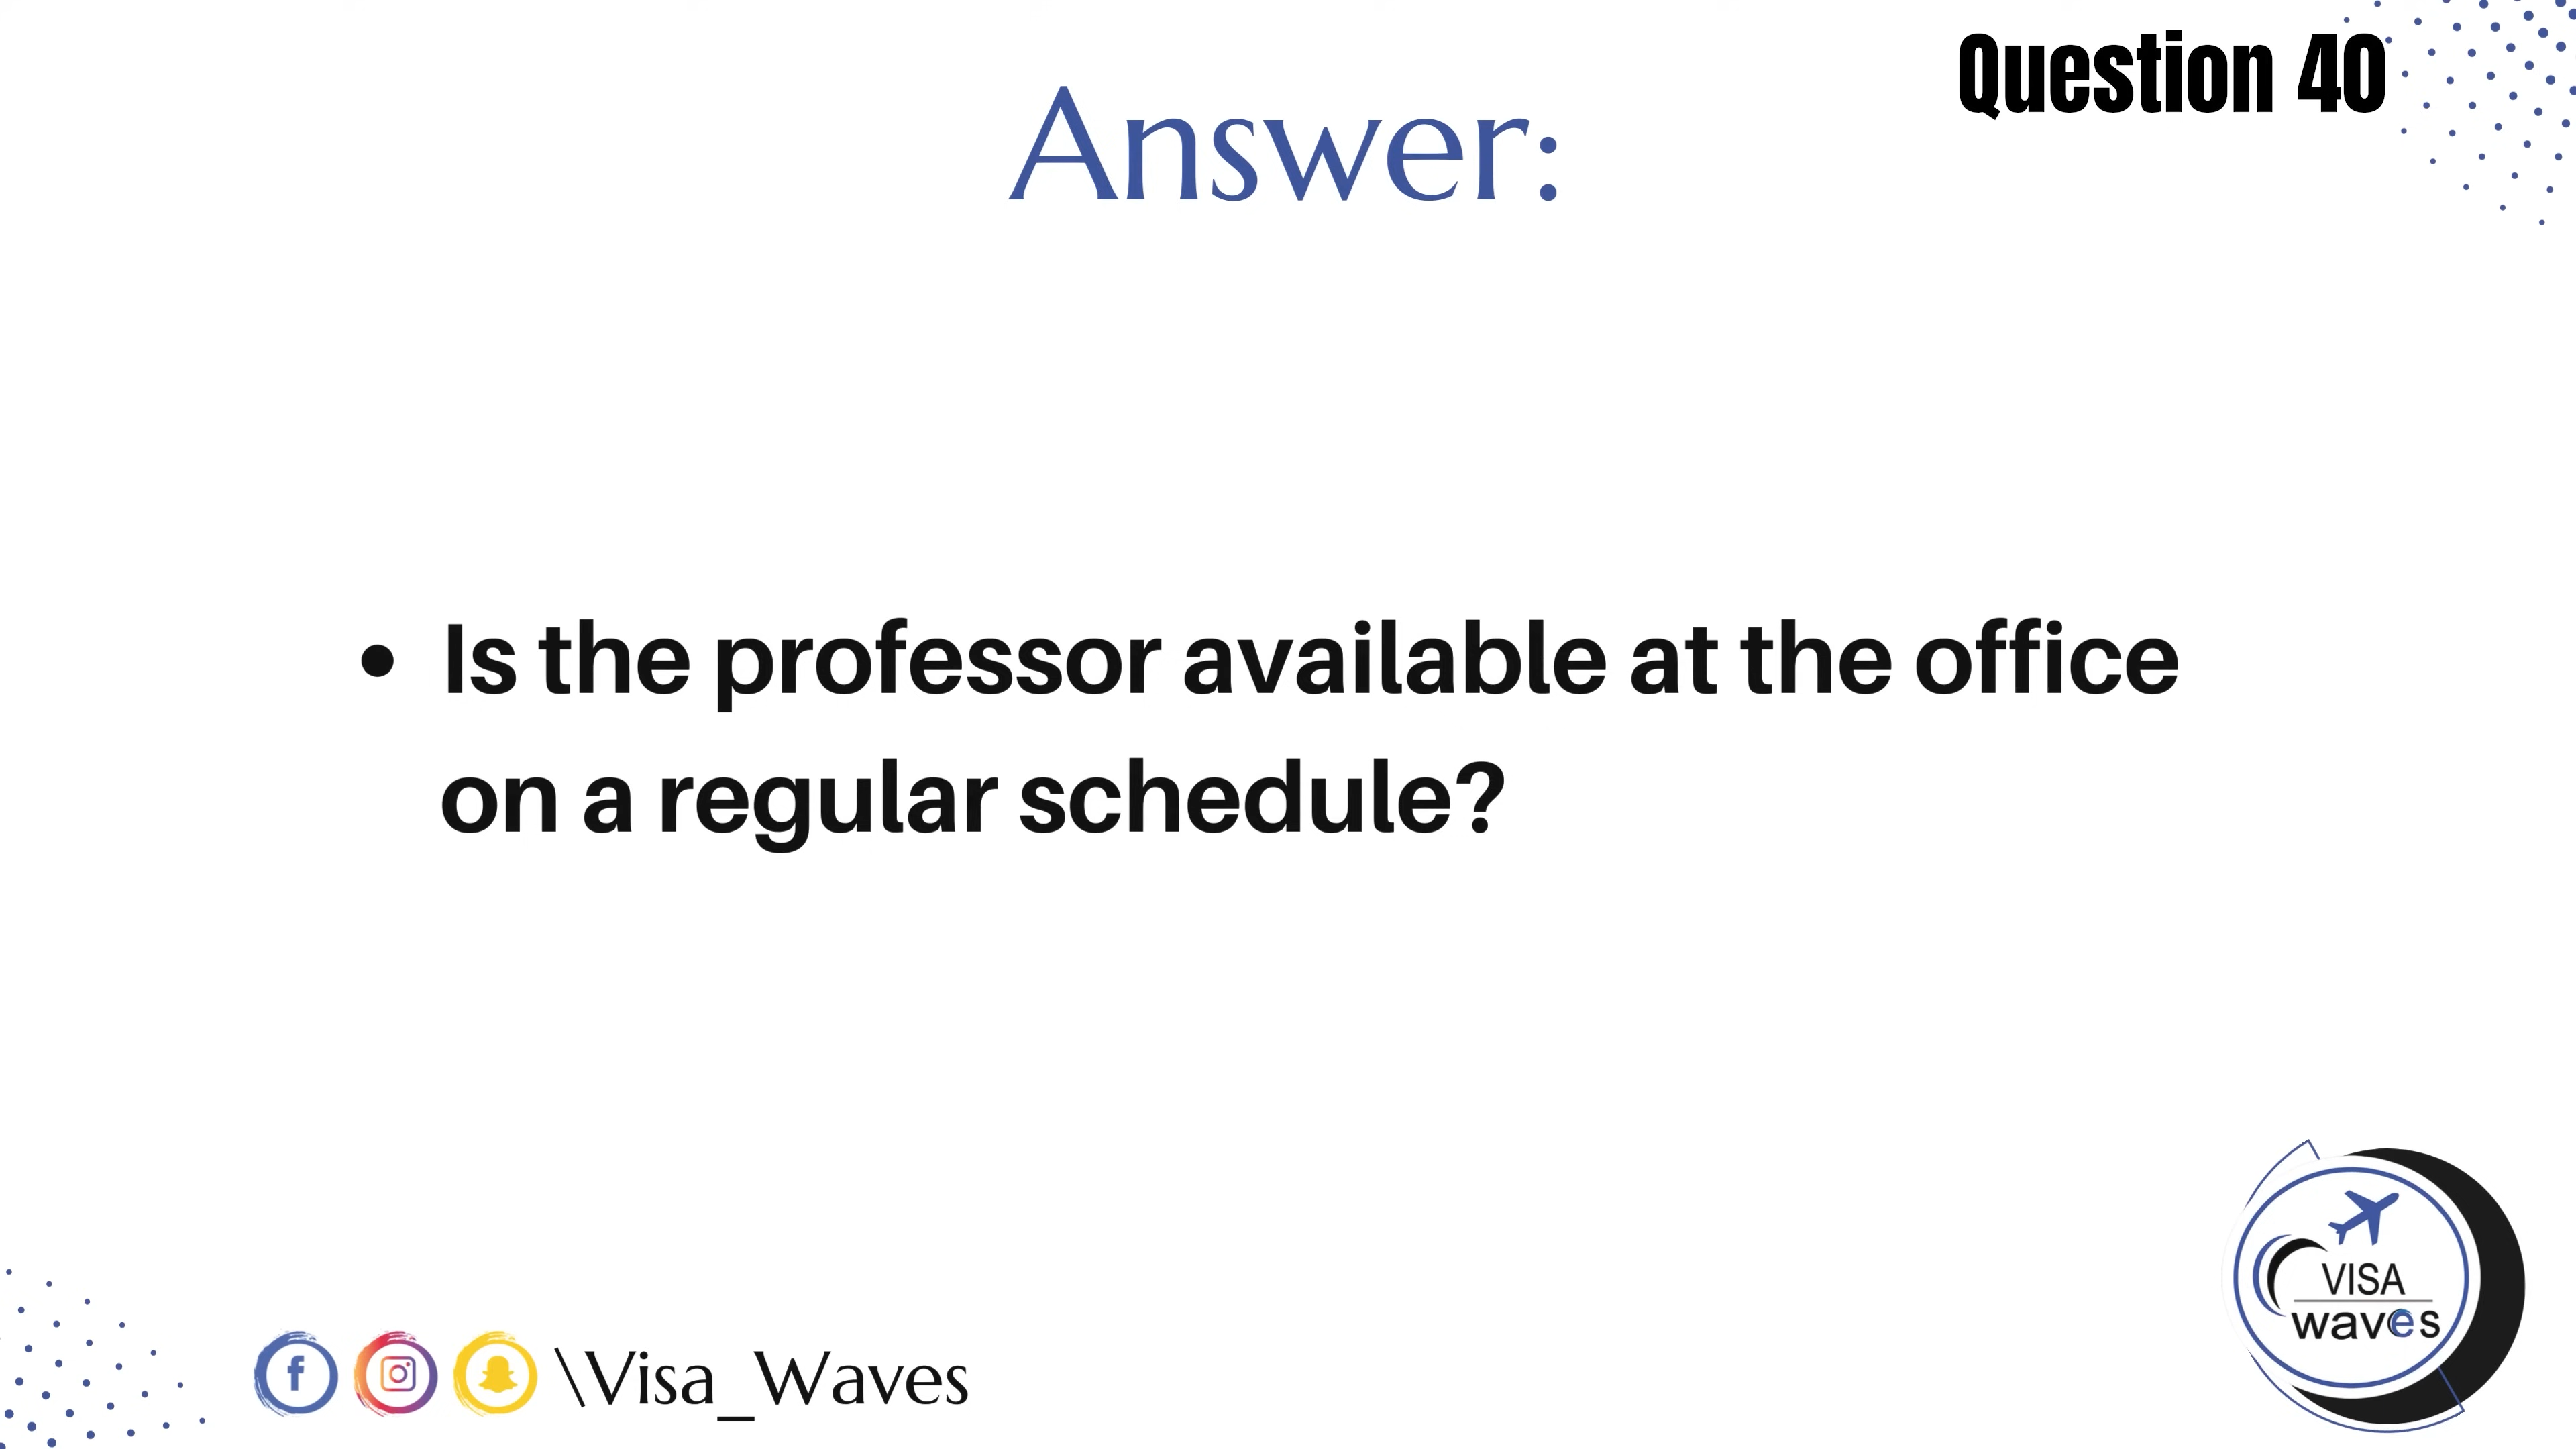 Question 40
Answer:
• Is the professor available at the office
on a regular schedule?
\Visa_Waves
VISA
waves